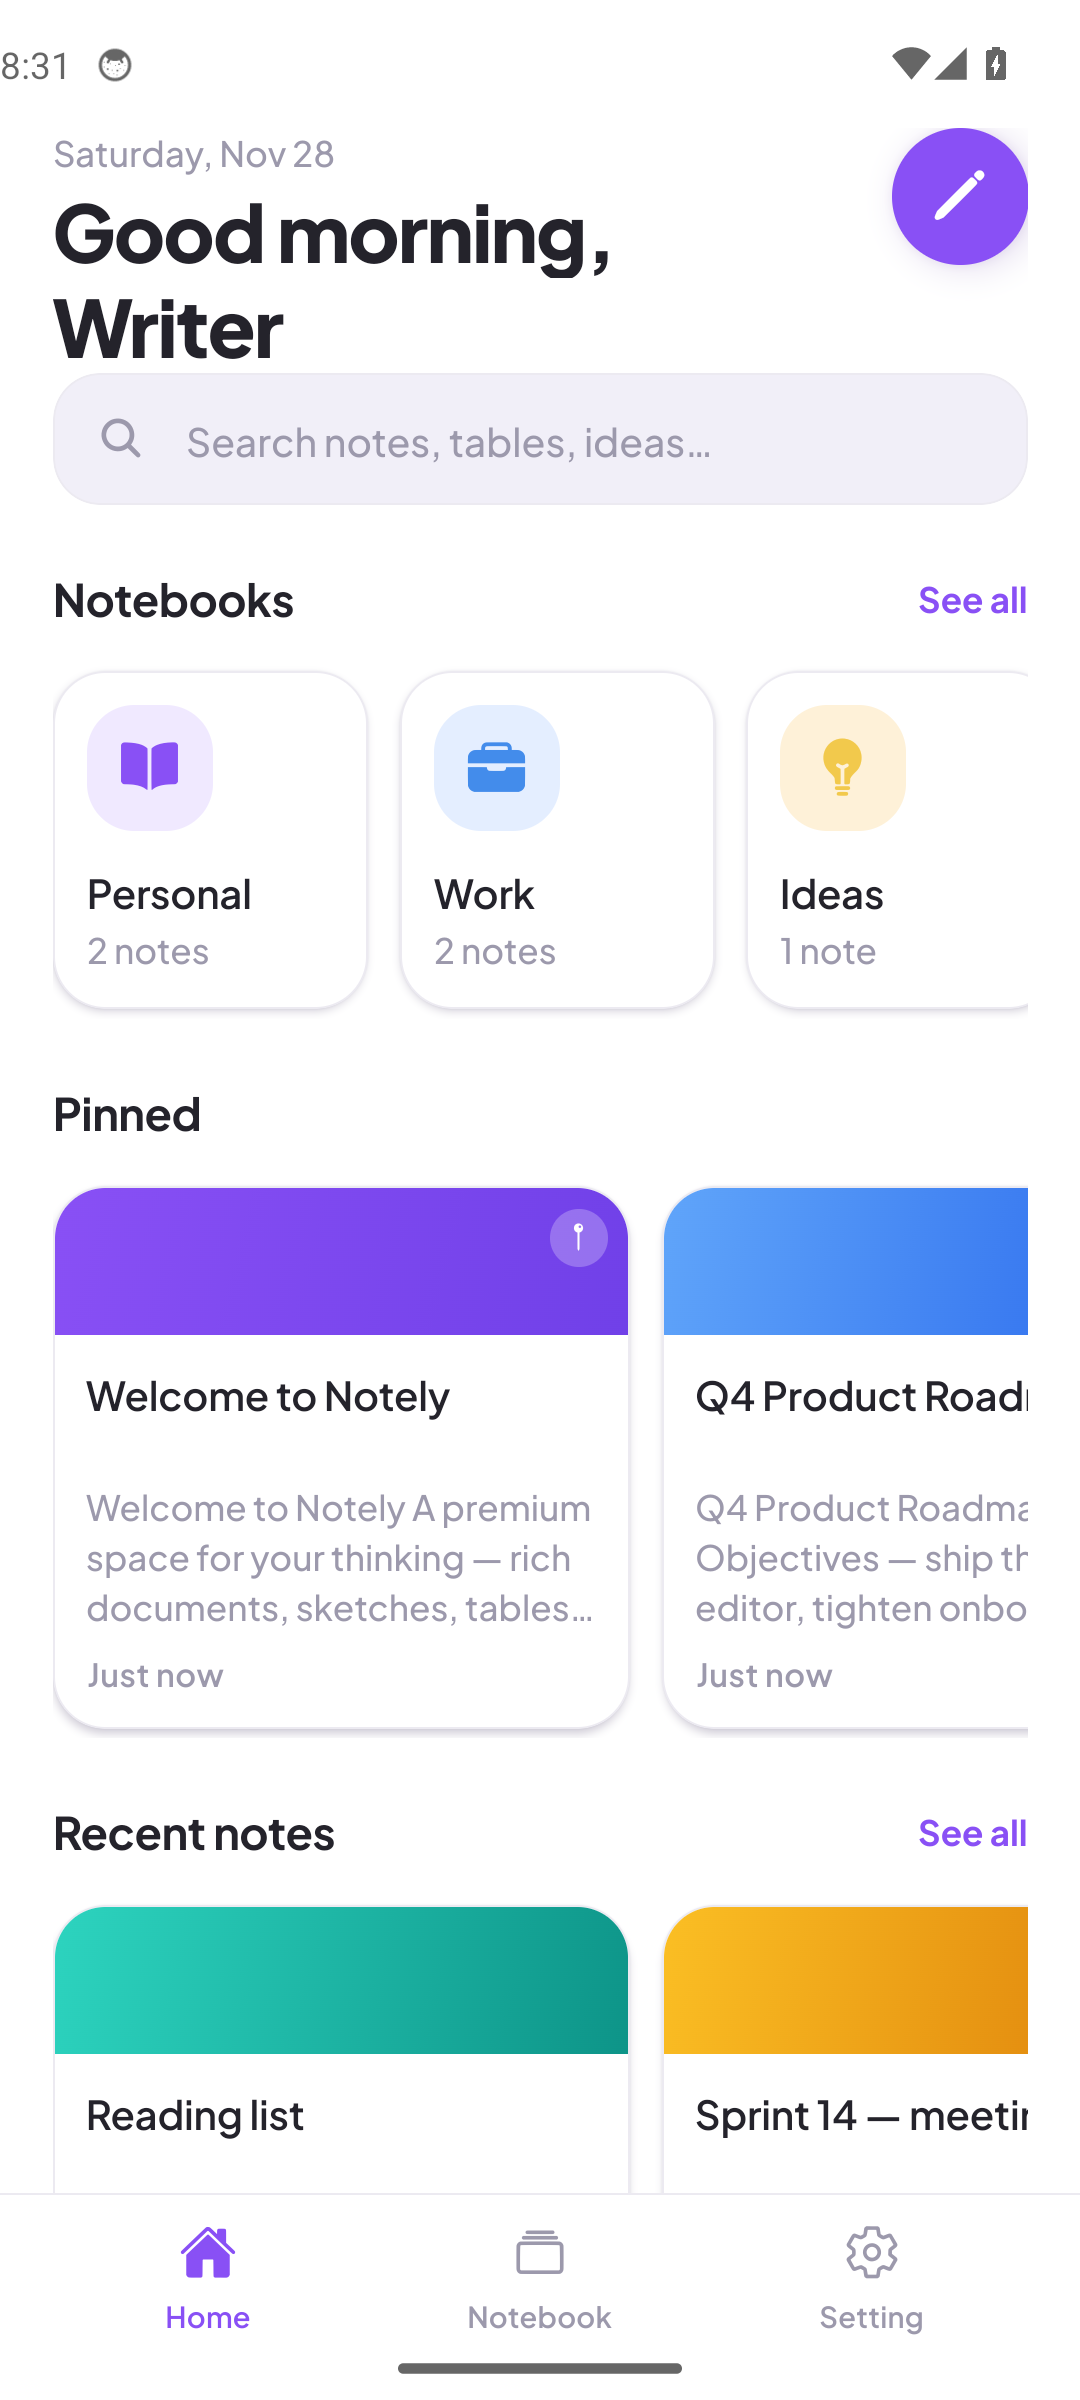 8:31
Saturday, Nov 28
Good morning,
Writer
Search notes, tables, ideas...
Notebooks
See all
Personal
2 notes
Work
2 notes
Ideas
1 note
Pinned
Welcome to Notely
Welcome to Notely A premium
space for your thinking — rich
documents, sketches, tables...
Just now
Q4 Product Road
Q4 Product Roadma
Objectives — ship th
editor, tighten onbo
Just now
Recent notes
See all
Reading list
Sprint 14 — meetin
Home
Notebook
Setting